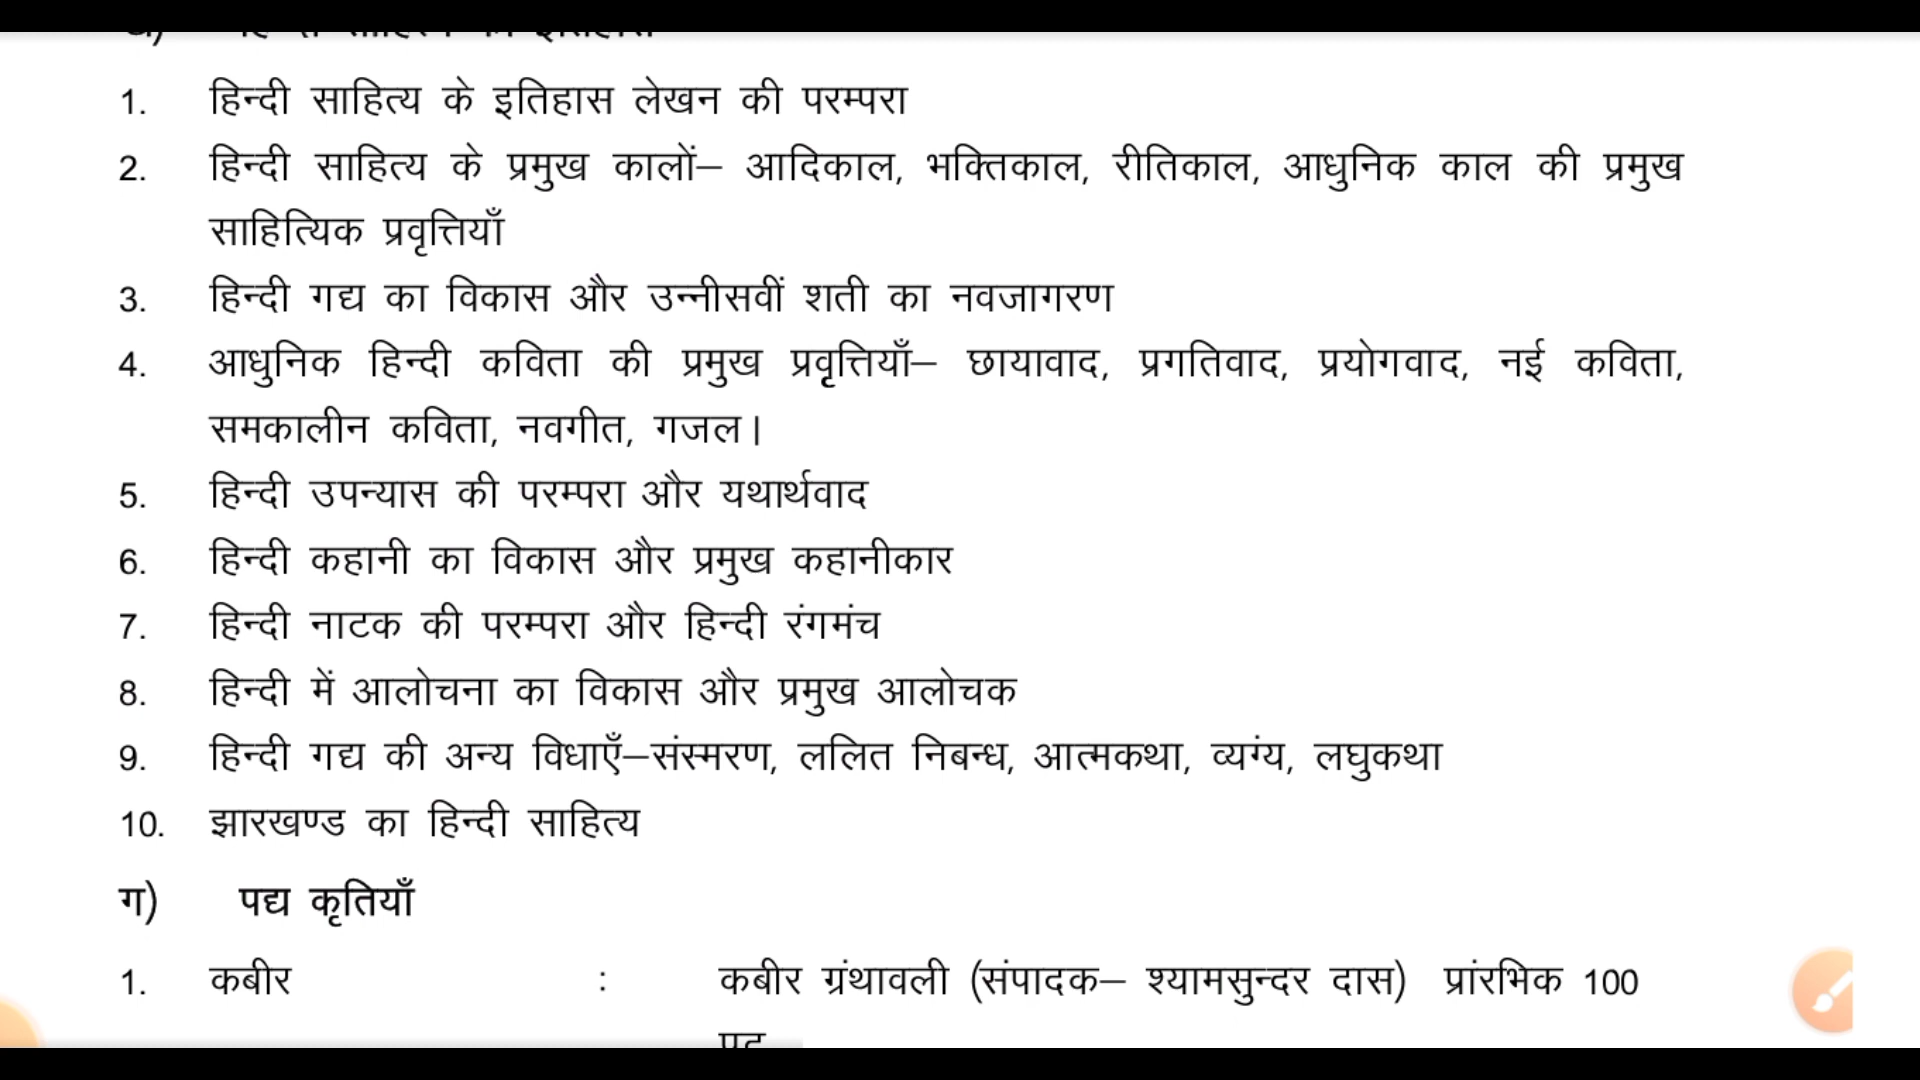 1. हिन्दी साहित्य के इतिहास लेखन की परम्परा
2. हिन्दी साहित्य के प्रमुख कालों– आदिकाल, भक्तिकाल, रीतिकाल, आधुनिक काल की प्रमुख
साहित्यिक प्रवृत्तियाँ
3. हिन्दी गद्य का विकास और उन्नीसवीं शती का नवजागरण
4. आधुनिक हिन्दी कविता की प्रमुख प्रवृत्तियाँ– छायावाद, प्रगतिवाद, प्रयोगवाद, नई कविता,
समकालीन कविता, नवगीत, गजल।
5. हिन्दी उपन्यास की परम्परा और यथार्थवाद
6. हिन्दी कहानी का विकास और प्रमुख कहानीकार
7. हिन्दी नाटक की परम्परा और हिन्दी रंगमंच
8. हिन्दी में आलोचना का विकास और प्रमुख आलोचक
9. हिन्दी गद्य की अन्य विधाएँ–संस्मरण, ललित निबन्ध, आत्मकथा, व्यग्ंय, लघुकथा
10. झारखण्ड का हिन्दी साहित्य
ग) पद्य कृतियाँ
1. कबीर : कबीर ग्रंथावली (संपादक– श्यामसुन्दर दास) प्रांरभिक 100